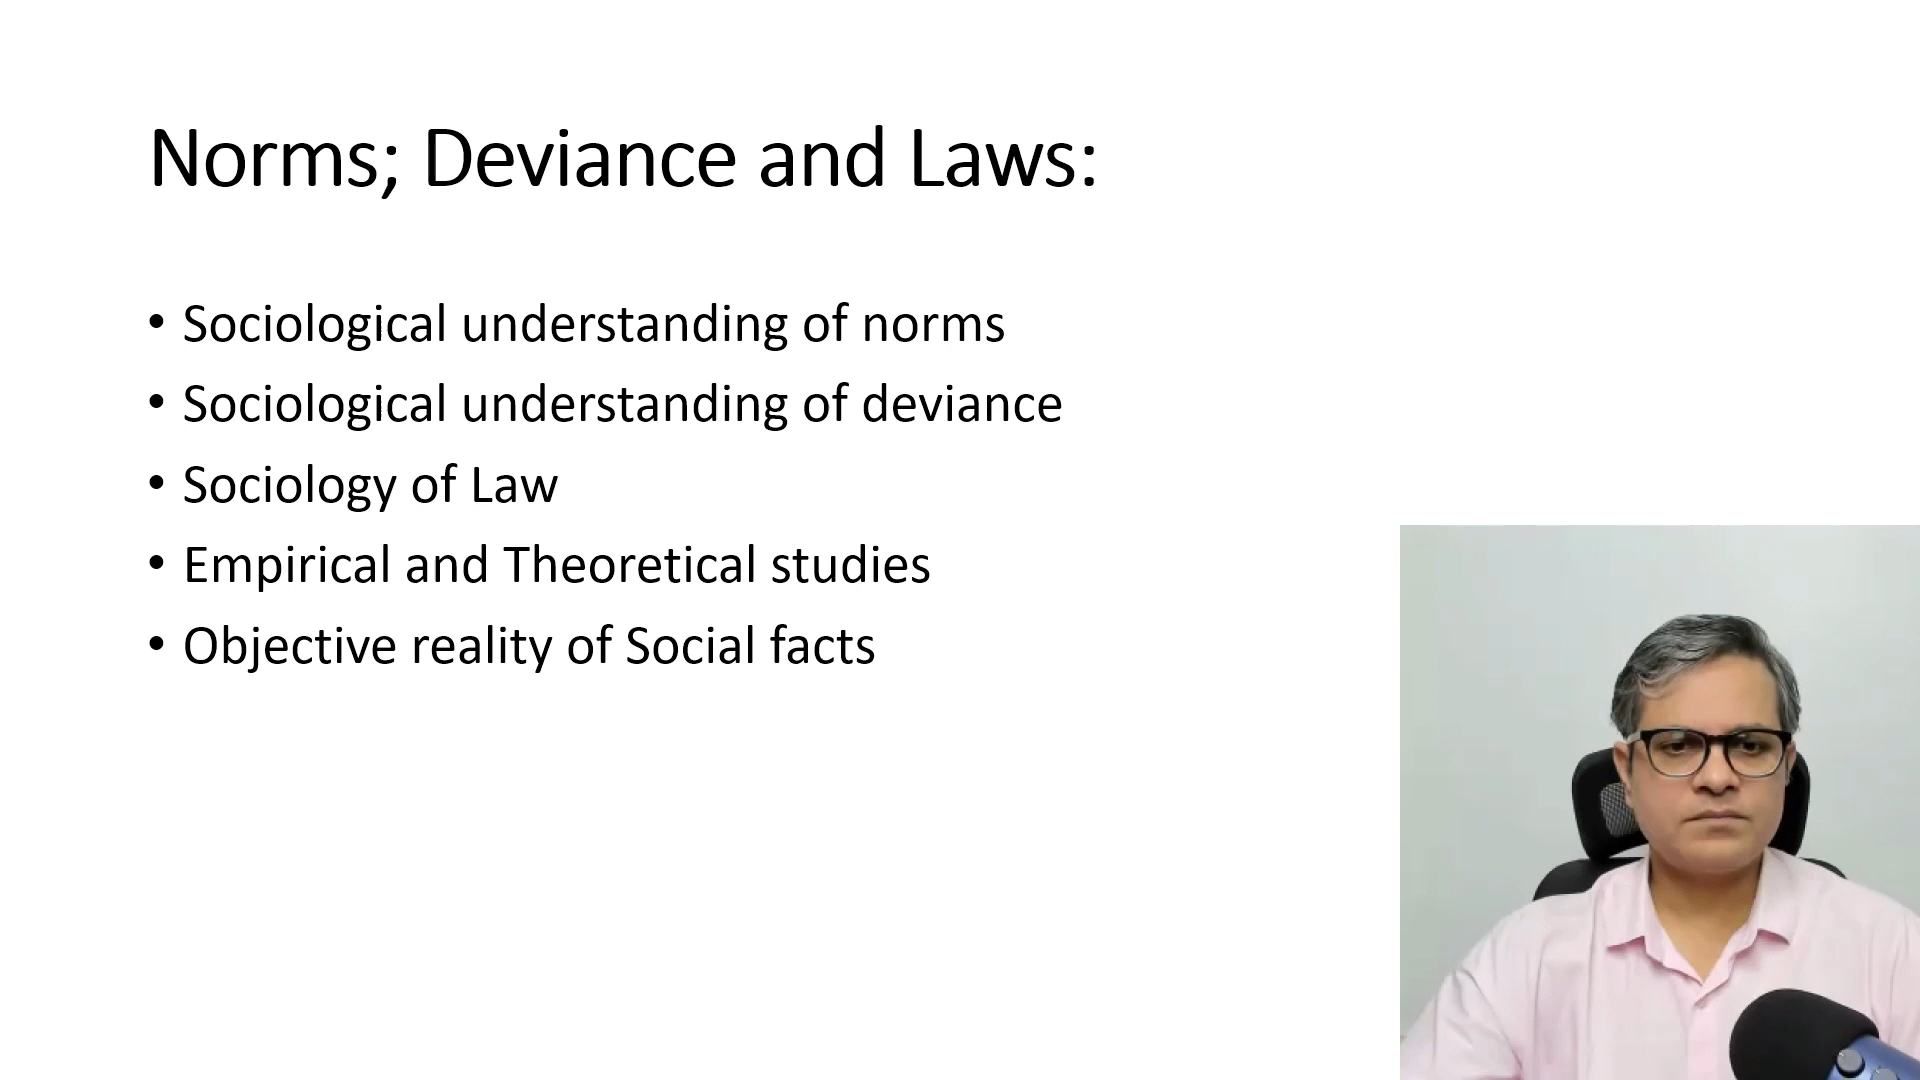 Norms; Deviance and Laws:
• Sociological understanding of norms
• Sociological understanding of deviance
• Sociology of Law
• Empirical and Theoretical studies
• Objective reality of Social facts